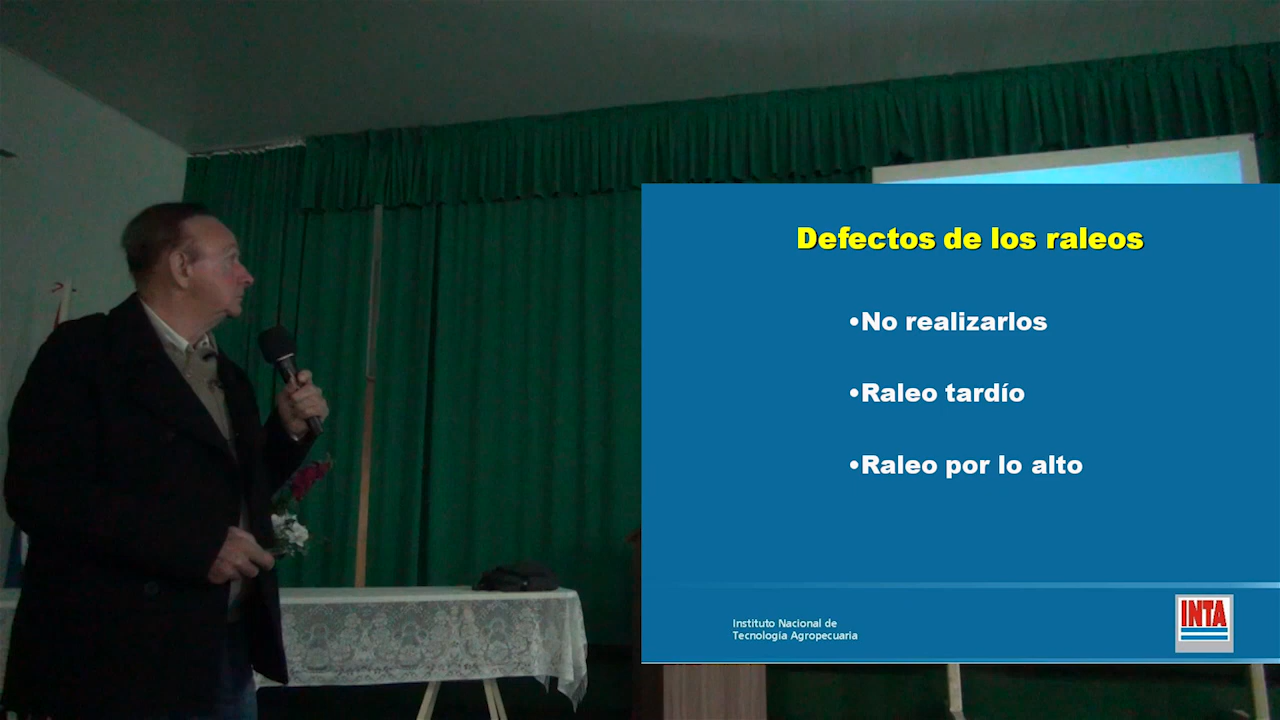 Defectos de los raleos
•No realizarlos
•Raleo tardío
•Raleo por lo alto
Instituto Nacional de
Tecnología Agropecuaria
INTA